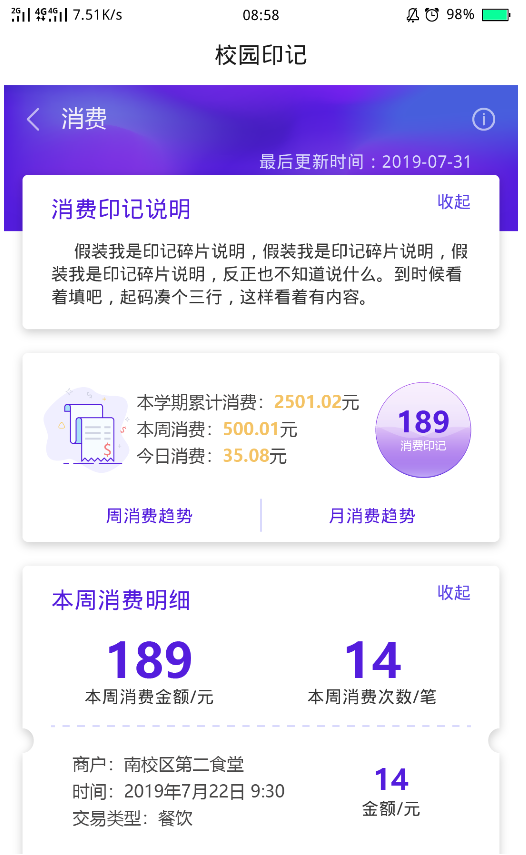 2G 4G 4G 7.51K/s 08:58 98%
校园印记
消费
最后更新时间：2019-07-31
消费印记说明 收起
假装我是印记碎片说明，假装我是印记碎片说明，假
装我是印记碎片说明，反正也不知道说什么。到时候看
着填吧，起码凑个三行，这样看着有内容。
本学期累计消费：2501.02元
本周消费：500.01元
今日消费：35.08元
189
消费印记
周消费趋势 月消费趋势
本周消费明细 收起
189 14
本周消费金额/元 本周消费次数/笔
商户：南校区第二食堂
时间：2019年7月22日 9:30
交易类型：餐饮
14
金额/元